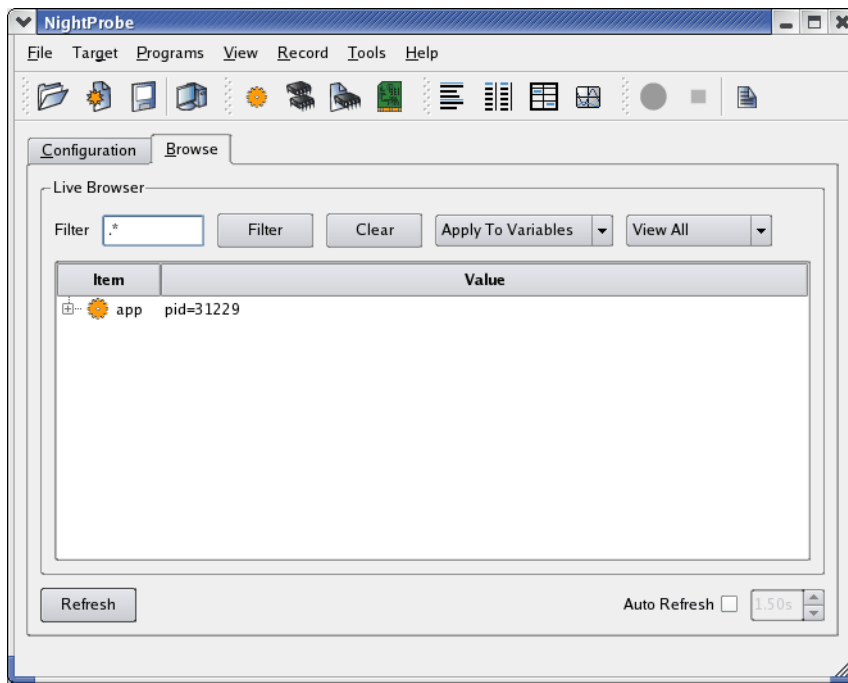 NightProbe
File Target Programs View Record Tools Help
Configuration Browse
Live Browser
Filter .* Filter Clear Apply To Variables View All
Item Value
app pid=31229
Refresh Auto Refresh 1.50s